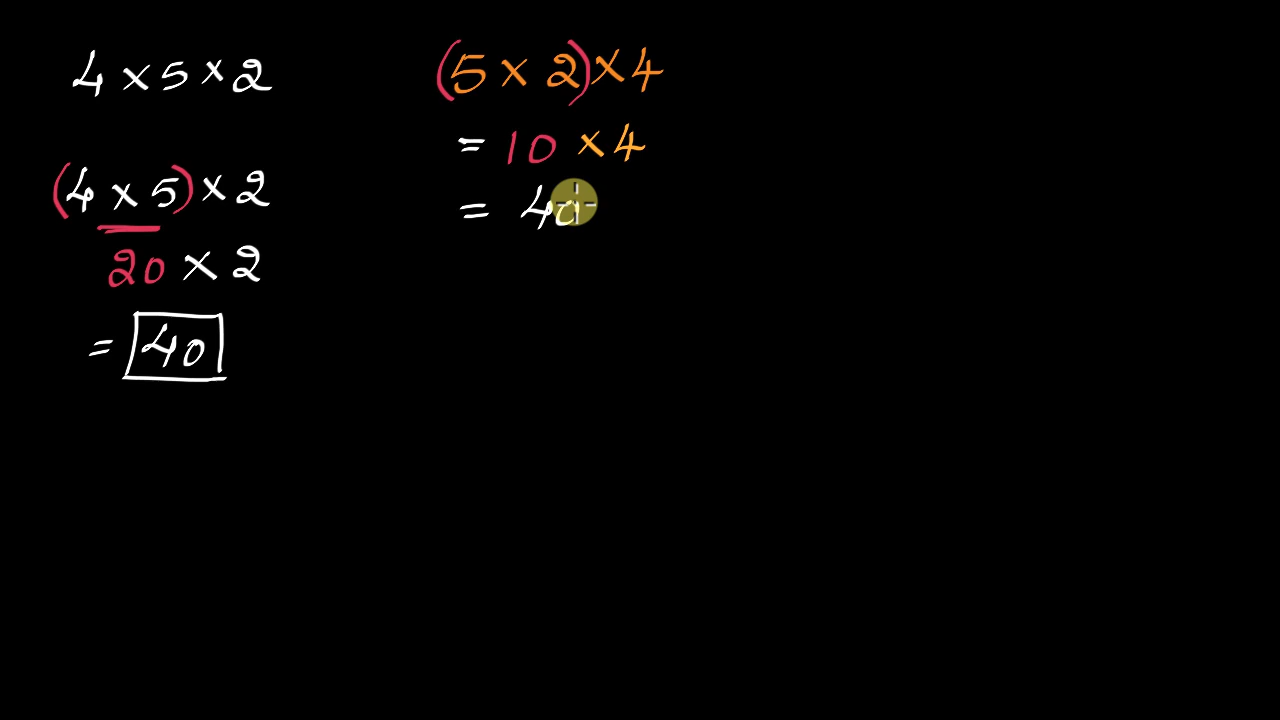 4 × 5 × 2
(4 × 5) × 2
20 × 2
= 40
(5 × 2) × 4
= 10 × 4
= 40